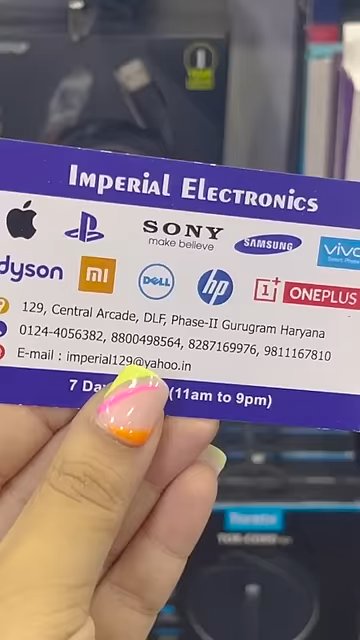 Imperial Electronics
SONY
make believe
SAMSUNG
vivo
dyson
mi
DELL
hp
1+ ONEPLUS
129, Central Arcade, DLF, Phase-II Gurugram Haryana
0124-4056382, 8800498564, 8287169976, 9811167810
E-mail : imperial129@yahoo.in
7 (11am to 9pm)